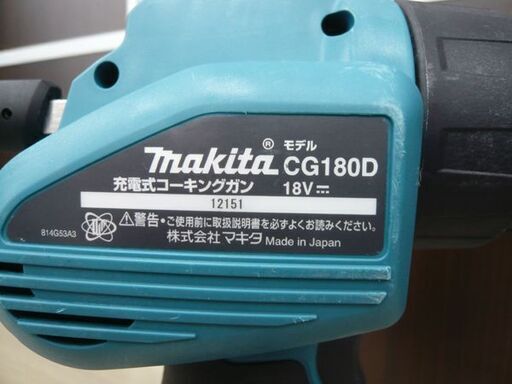 モデル
makita® CG180D
充電式コーキングガン 18V
12151
警告・ご使用前に取扱説明書を必ずよくお読みください。
株式会社マキタ Made in Japan
814G53A3